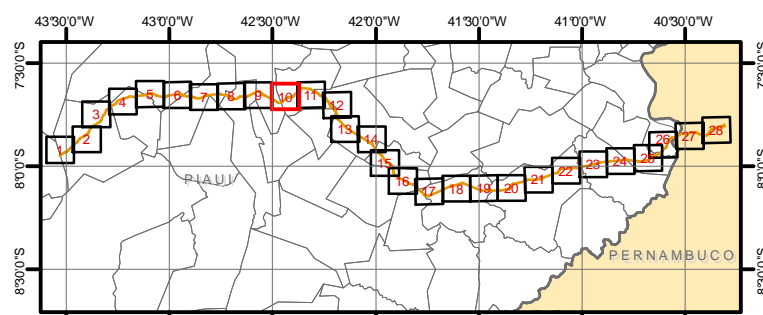 43°30'0"W 43°0'0"W 42°30'0"W 42°0'0"W 41°30'0"W 41°0'0"W 40°30'0"W
7°30'0"S 7°30'0"S
1 2 3 4 5 6 7 8 9 10 11 12 13 14 15 16 17 18 19 20 21 22 23 24 25 26 27 28
8°0'0"S 8°0'0"S
PIAUI
PERNAMBUCO
8°30'0"S 8°30'0"S